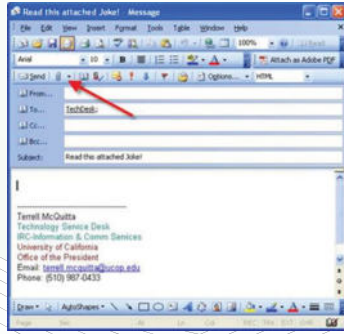 Read this attached Joke! - Message
File Edit View Insert Format Tools Table Window Help
100%
Arial 10 B Attach as Adobe PDF
Send Options... HTML
From...
To... TechDesk;
Cc...
Bcc...
Subject: Read this attached Joke!
Terrell McQuitta
Technology Service Desk
IRC-Information & Comm Services
University of California
Office of the President
Email: terrell.mcquitta@ucop.edu
Phone: (510) 987-0433
Draw AutoShapes